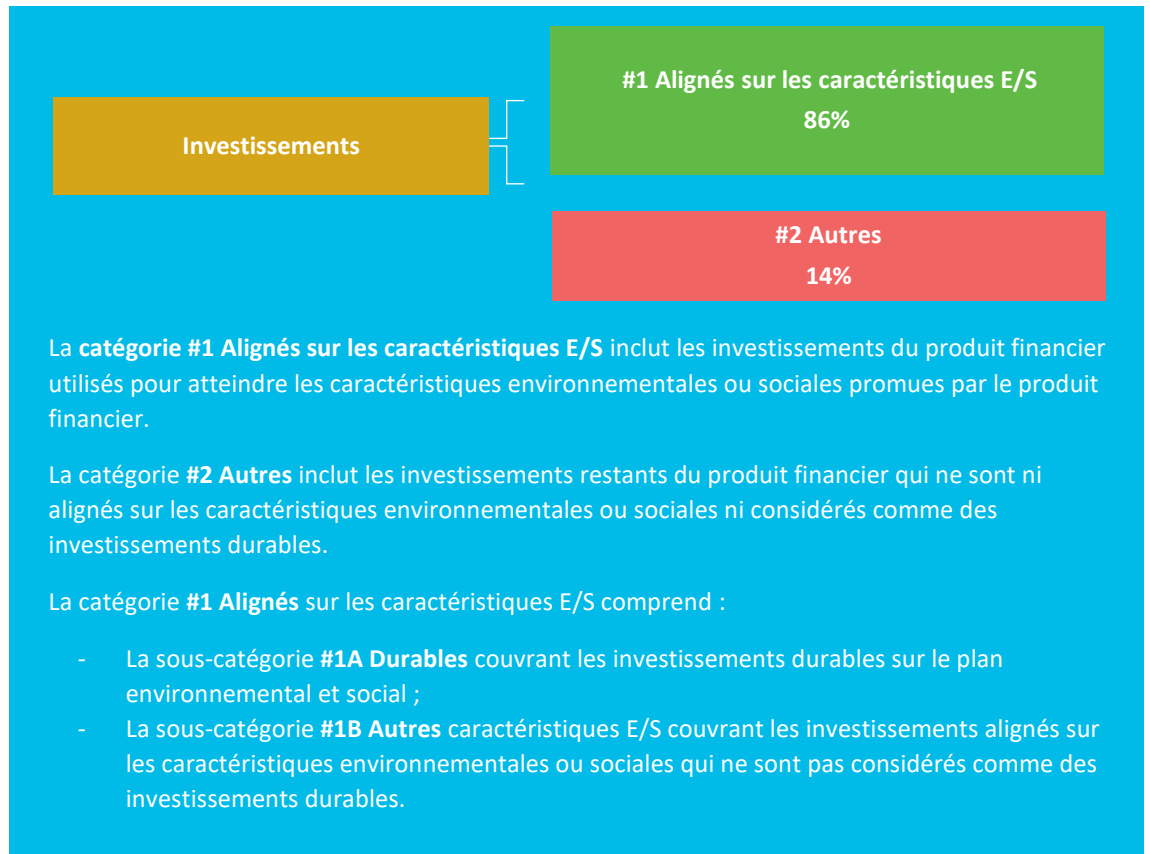 #1 Alignés sur les caractéristiques E/S
86%
Investissements
#2 Autres
14%
La catégorie #1 Alignés sur les caractéristiques E/S inclut les investissements du produit financier
utilisés pour atteindre les caractéristiques environnementales ou sociales promues par le produit
financier.
La catégorie #2 Autres inclut les investissements restants du produit financier qui ne sont ni
alignés sur les caractéristiques environnementales ou sociales ni considérés comme des
investissements durables.
La catégorie #1 Alignés sur les caractéristiques E/S comprend :
- La sous-catégorie #1A Durables couvrant les investissements durables sur le plan
environnemental et social ;
- La sous-catégorie #1B Autres caractéristiques E/S couvrant les investissements alignés sur
les caractéristiques environnementales ou sociales qui ne sont pas considérés comme des
investissements durables.